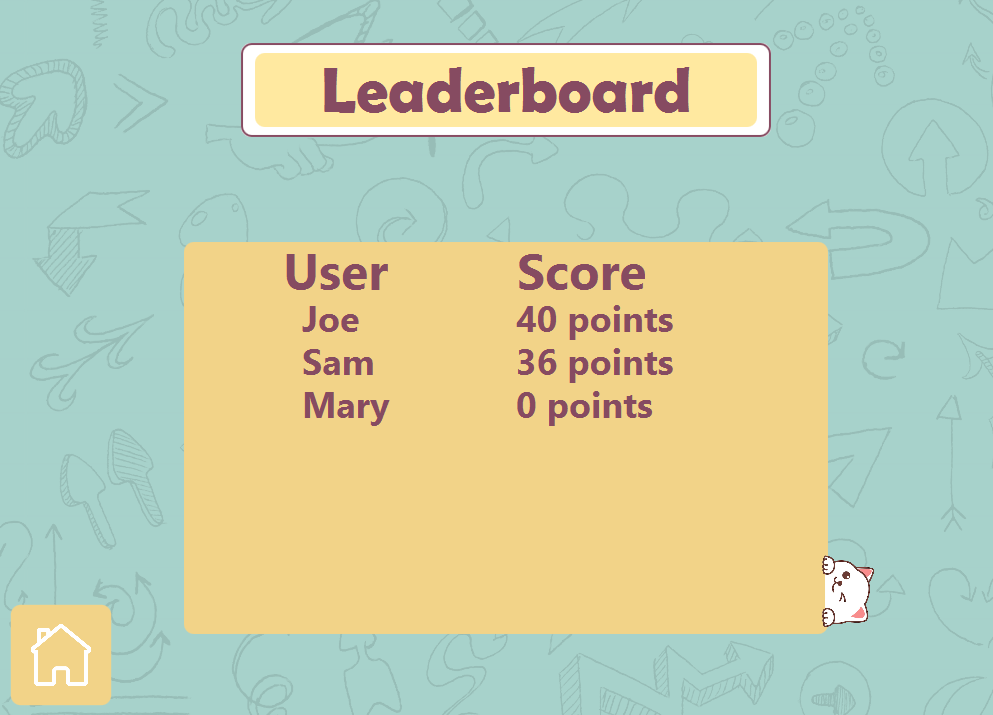 Leaderboard
User Score
Joe 40 points
Sam 36 points
Mary 0 points